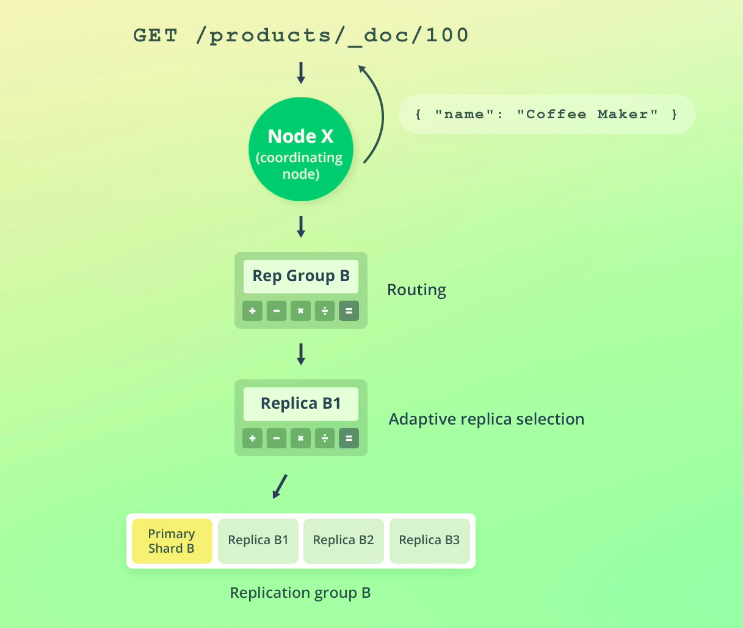 GET /products/_doc/100
{ "name": "Coffee Maker" }
Node X
(coordinating
node)
Rep Group B
+ − × ÷ =
Routing
Replica B1
+ − × ÷ =
Adaptive replica selection
Primary
Shard B
Replica B1
Replica B2
Replica B3
Replication group B